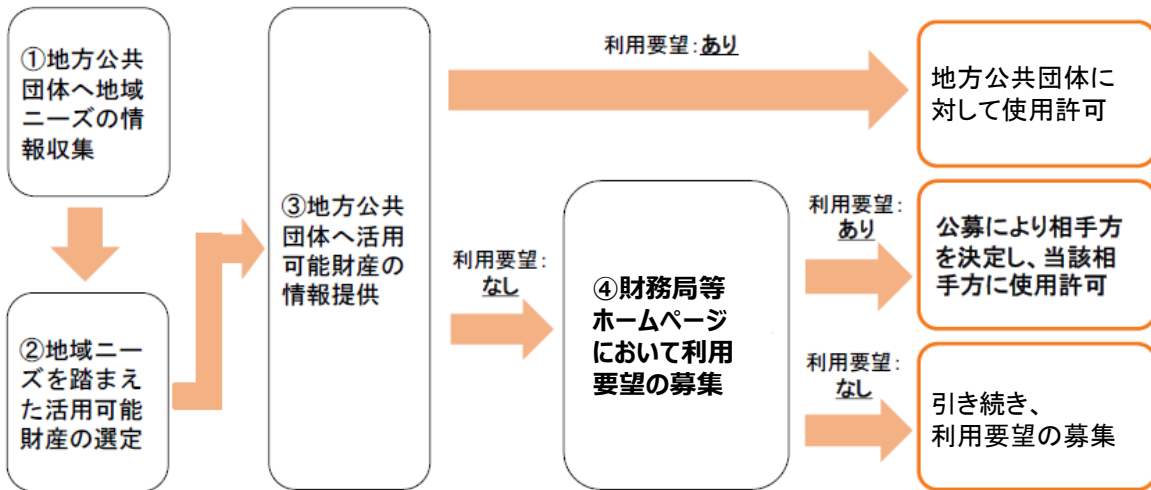 ①地方公共
団体へ地域
ニーズの情
報収集
②地域ニー
ズを踏まえ
た活用可能
財産の選定
③地方公共
団体へ活用
可能財産の
情報提供
利用要望：あり
地方公共団体に
対して使用許可
利用要望：
なし
④財務局等
ホームページ
において利用
要望の募集
利用要望：
あり
公募により相手方
を決定し、当該相
手方に使用許可
利用要望：
なし
引き続き、
利用要望の募集